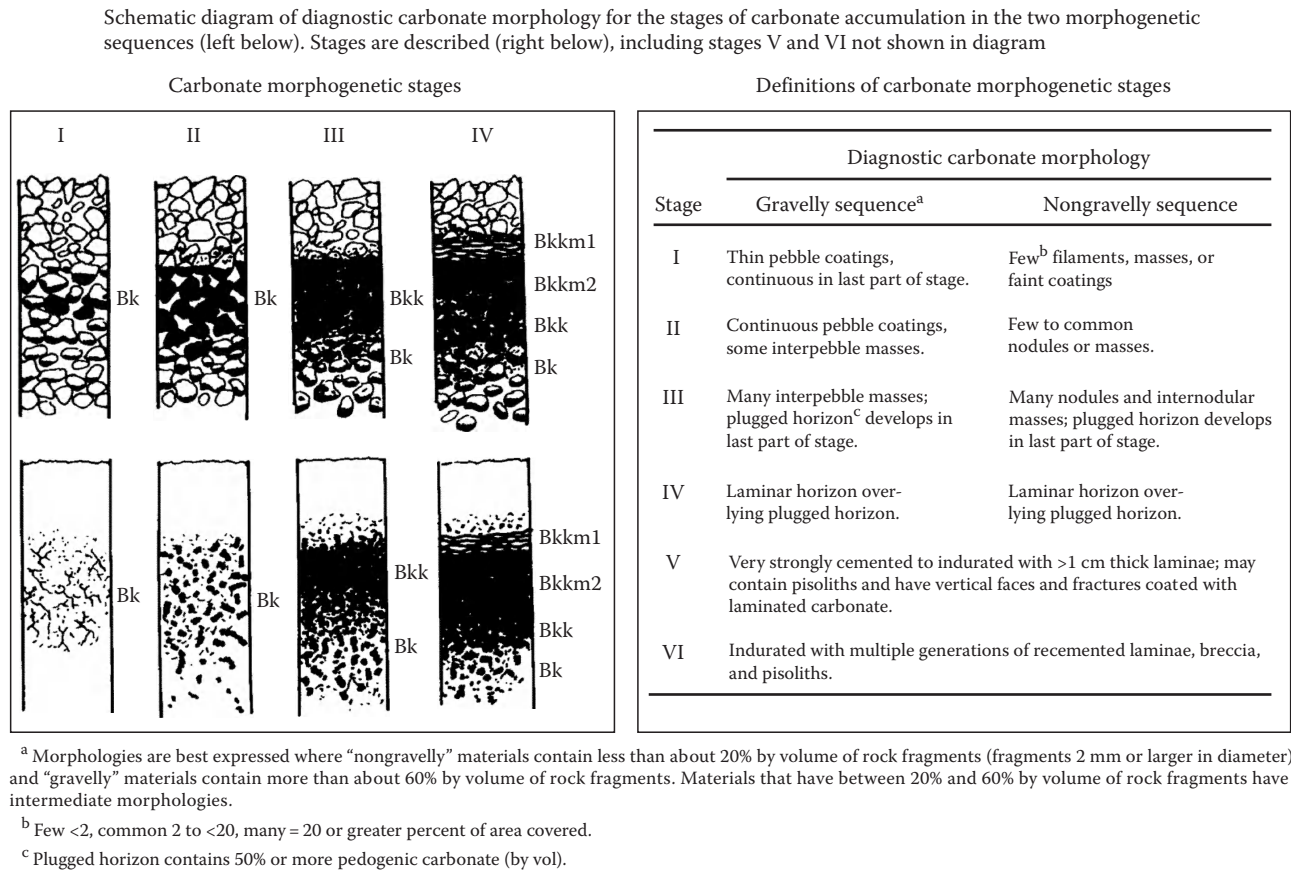 Schematic diagram of diagnostic carbonate morphology for the stages of carbonate accumulation in the two morphogenetic
sequences (left below). Stages are described (right below), including stages V and VI not shown in diagram
Carbonate morphogenetic stages
I II III IV
Bkkm1
Bkkm2
Bk Bk Bkk
Bkk
Bk Bk
Bkkm1
Bkk Bkkm2
Bk Bk
Bkk
Bk Bk
Definitions of carbonate morphogenetic stages
Diagnostic carbonate morphology
Stage Gravelly sequence^a Nongravelly sequence
I Thin pebble coatings, Few^b filaments, masses, or
continuous in last part of stage. faint coatings
II Continuous pebble coatings, Few to common
some interpebble masses. nodules or masses.
III Many interpebble masses; Many nodules and internodular
plugged horizon^c develops in masses; plugged horizon develops
last part of stage. in last part of stage.
IV Laminar horizon over- Laminar horizon over-
lying plugged horizon. lying plugged horizon.
V Very strongly cemented to indurated with >1 cm thick laminae; may
contain pisoliths and have vertical faces and fractures coated with
laminated carbonate.
VI Indurated with multiple generations of recemented laminae, breccia,
and pisoliths.
^a Morphologies are best expressed where “nongravelly” materials contain less than about 20% by volume of rock fragments (fragments 2 mm or larger in diameter)
and “gravelly” materials contain more than about 60% by volume of rock fragments. Materials that have between 20% and 60% by volume of rock fragments have
intermediate morphologies.
^b Few <2, common 2 to <20, many = 20 or greater percent of area covered.
^c Plugged horizon contains 50% or more pedogenic carbonate (by vol).